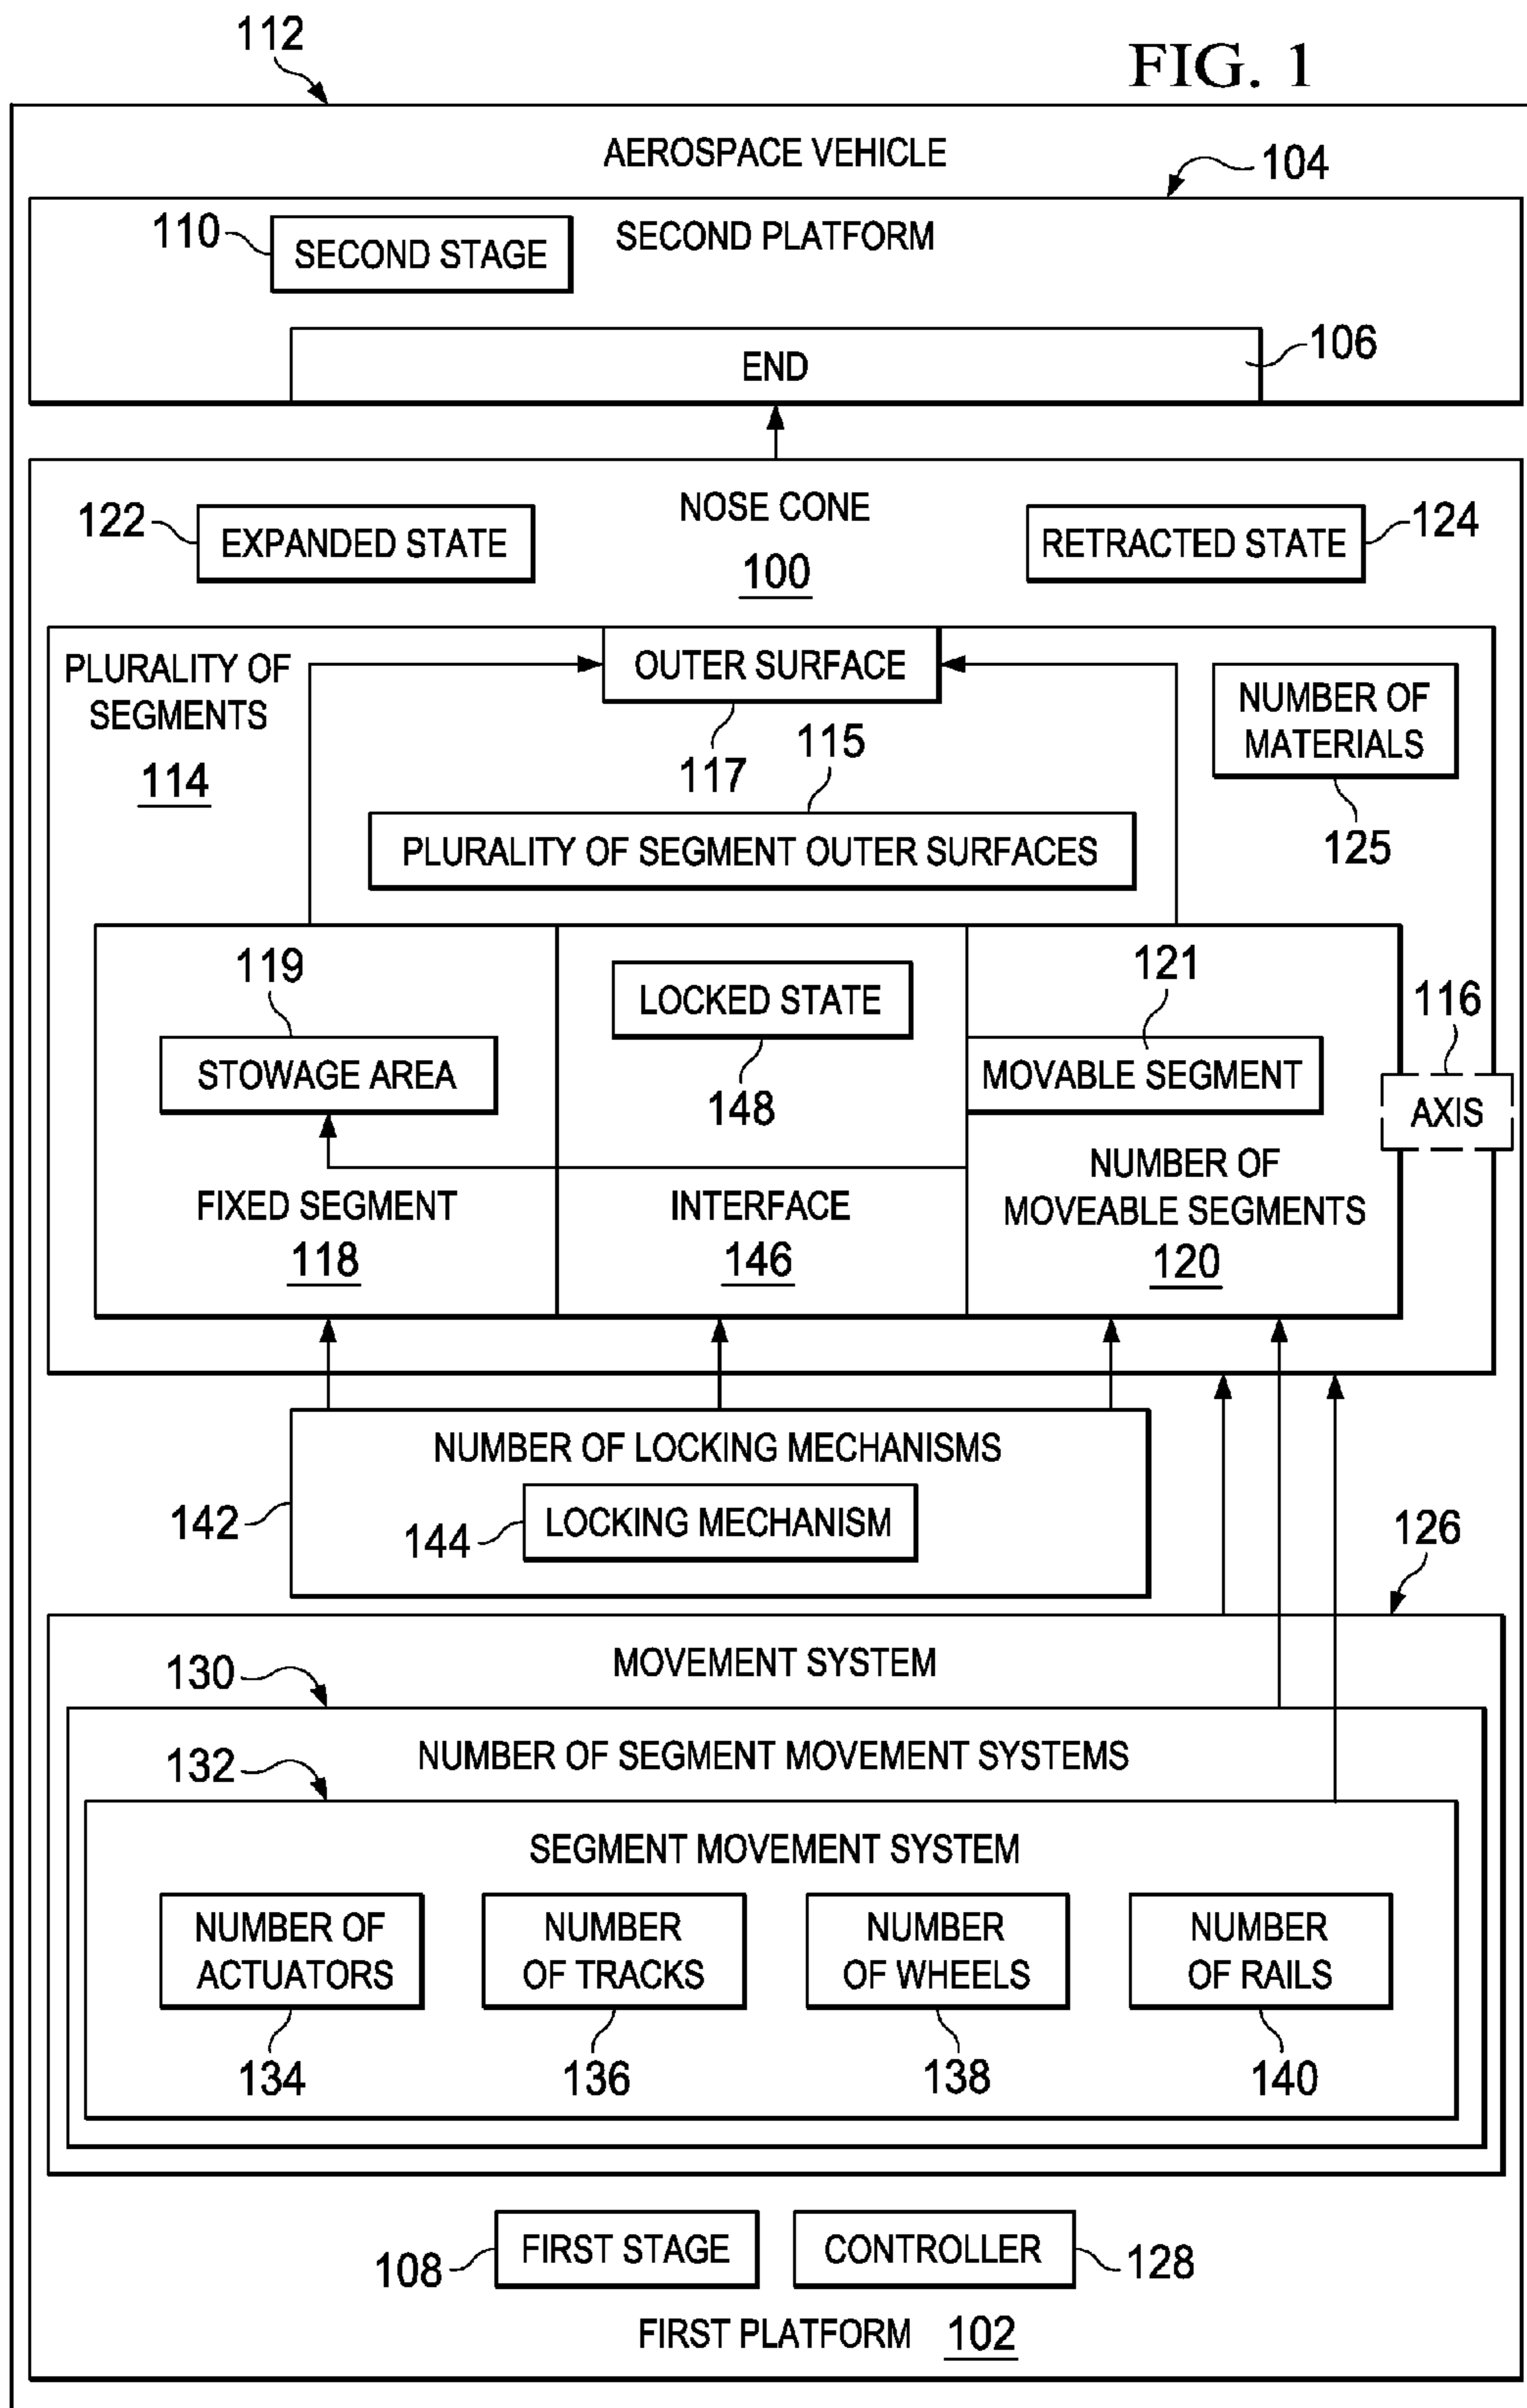 112
FIG. 1
AEROSPACE VEHICLE
104
110
SECOND STAGE
SECOND PLATFORM
END
106
122
EXPANDED STATE
NOSE CONE
100
RETRACTED STATE
124
PLURALITY OF
SEGMENTS
114
OUTER SURFACE
117
NUMBER OF
MATERIALS
125
115
PLURALITY OF SEGMENT OUTER SURFACES
119
STOWAGE AREA
FIXED SEGMENT
118
LOCKED STATE
148
INTERFACE
146
121
MOVABLE SEGMENT
NUMBER OF
MOVEABLE SEGMENTS
120
116
AXIS
NUMBER OF LOCKING MECHANISMS
142
144
LOCKING MECHANISM
126
MOVEMENT SYSTEM
130
NUMBER OF SEGMENT MOVEMENT SYSTEMS
132
SEGMENT MOVEMENT SYSTEM
NUMBER OF
ACTUATORS
134
NUMBER
OF TRACKS
136
NUMBER
OF WHEELS
138
NUMBER
OF RAILS
140
108
FIRST STAGE
CONTROLLER
128
FIRST PLATFORM 102